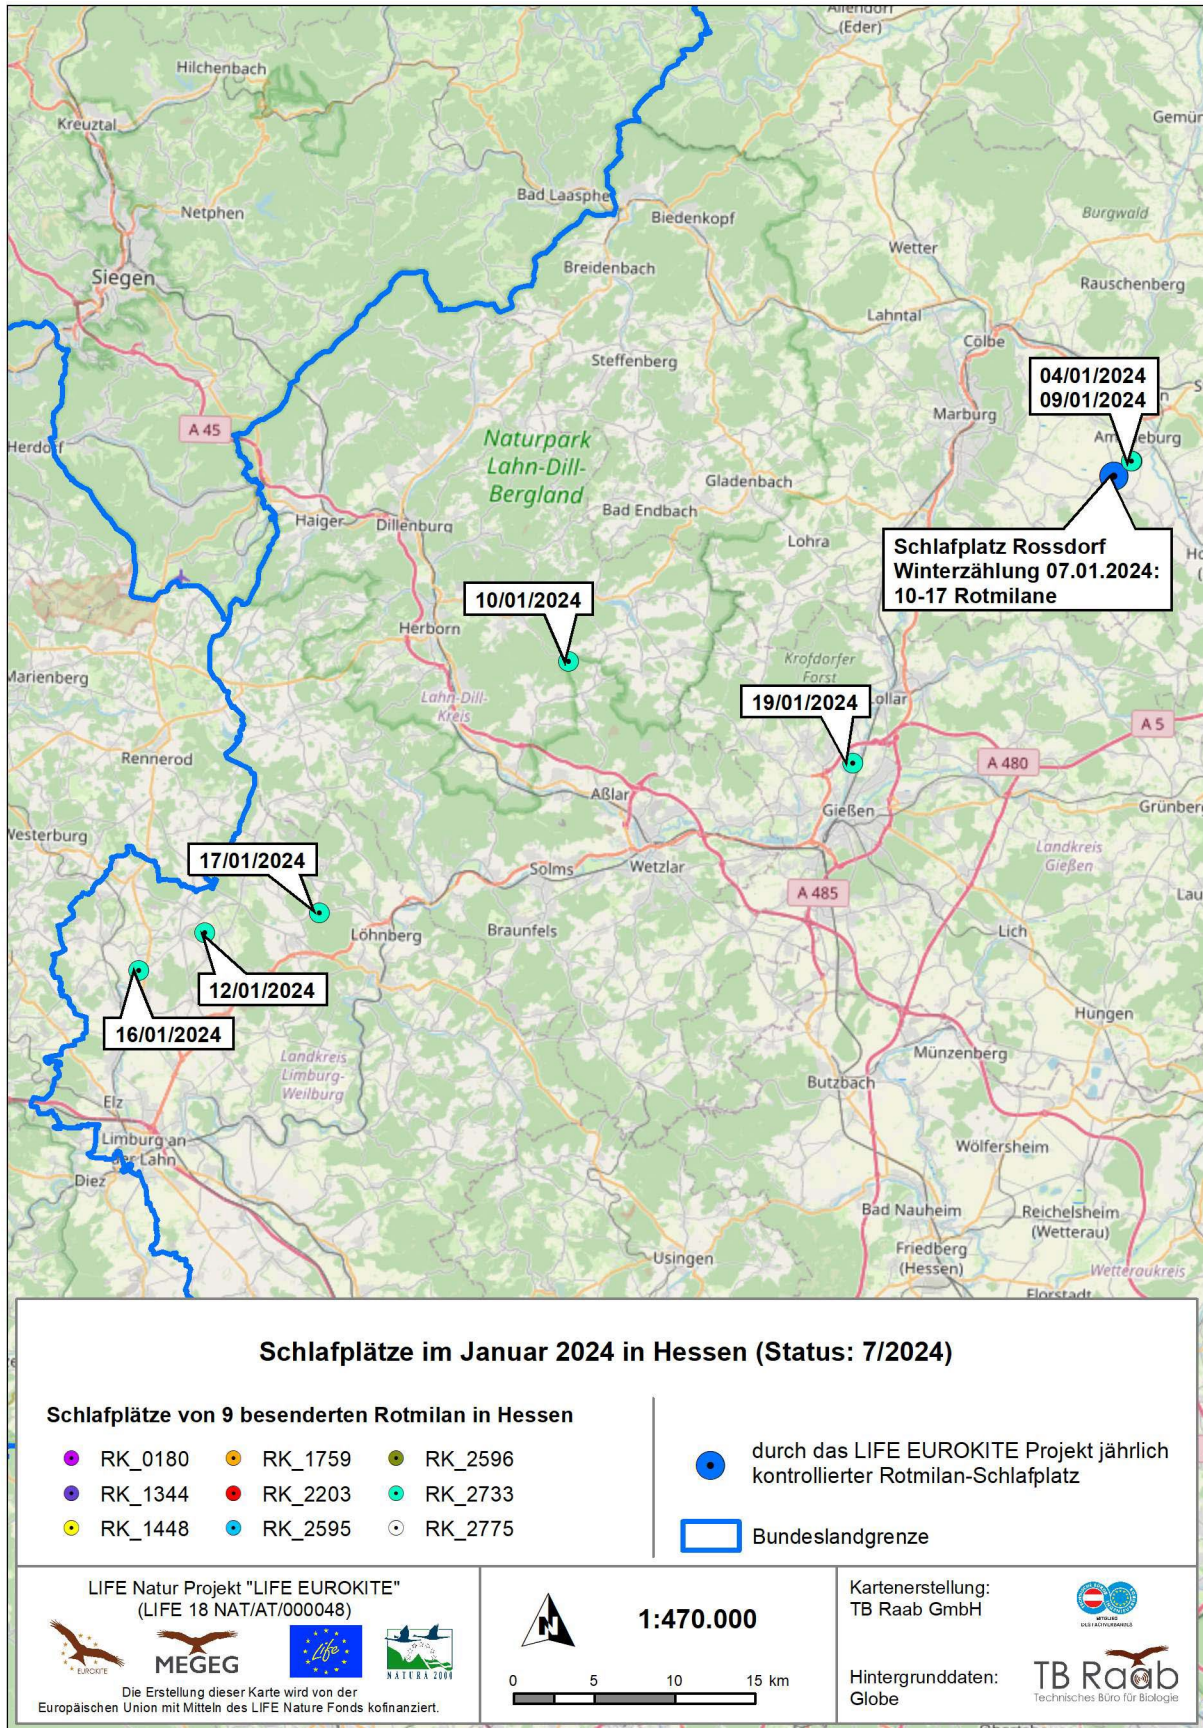 Allendorf
(Eder)
Hilchenbach
Kreuztal
Bad Laasphe
Netphen
Biedenkopf
Burgwald
Wetter
Siegen
Breidenbach
Rauschenberg
Lahntal
Cölbe
Steffenberg
04/01/2024
09/01/2024
Marburg
A 45
Herdorf
Naturpark
Lahn-Dill-
Bergland
Gladenbach
Haiger
Dillenburg
Bad Endbach
Lohra
Schlafplatz Rossdorf
Winterzählung 07.01.2024:
10-17 Rotmilane
10/01/2024
Herborn
Krofdorfer
Forst
Lahn-Dill-
Kreis
19/01/2024
A 5
Rennerod
A 480
Aßlar
Gießen
Westerburg
Landkreis
Gießen
17/01/2024
Solms
Wetzlar
A 485
Löhnberg
Braunfels
Lich
12/01/2024
16/01/2024
Hungen
Landkreis
Limburg-
Weilburg
Münzenberg
Butzbach
Elz
Limburg an
der Lahn
Wölfersheim
Diez
Bad Nauheim
Reichelsheim
(Wetterau)
Usingen
Friedberg
(Hessen)
Wetteraukreis
Florstadt
Schlafplätze im Januar 2024 in Hessen (Status: 7/2024)
Schlafplätze von 9 besenderten Rotmilan in Hessen
RK_0180
RK_1759
RK_2596
RK_1344
RK_2203
RK_2733
RK_1448
RK_2595
RK_2775
durch das LIFE EUROKITE Projekt jährlich
kontrollierter Rotmilan-Schlafplatz
Bundeslandgrenze
LIFE Natur Projekt "LIFE EUROKITE"
(LIFE 18 NAT/AT/000048)
EUROKITE
MEGEG
Life
NATURA 2000
Die Erstellung dieser Karte wird von der
Europäischen Union mit Mitteln des LIFE Nature Fonds kofinanziert.
N
1:470.000
0 5 10 15 km
Kartenerstellung:
TB Raab GmbH
MITGLIED
DES FACHVERBANDES
Hintergrunddaten:
Globe
TB Raab
Technisches Büro für Biologie